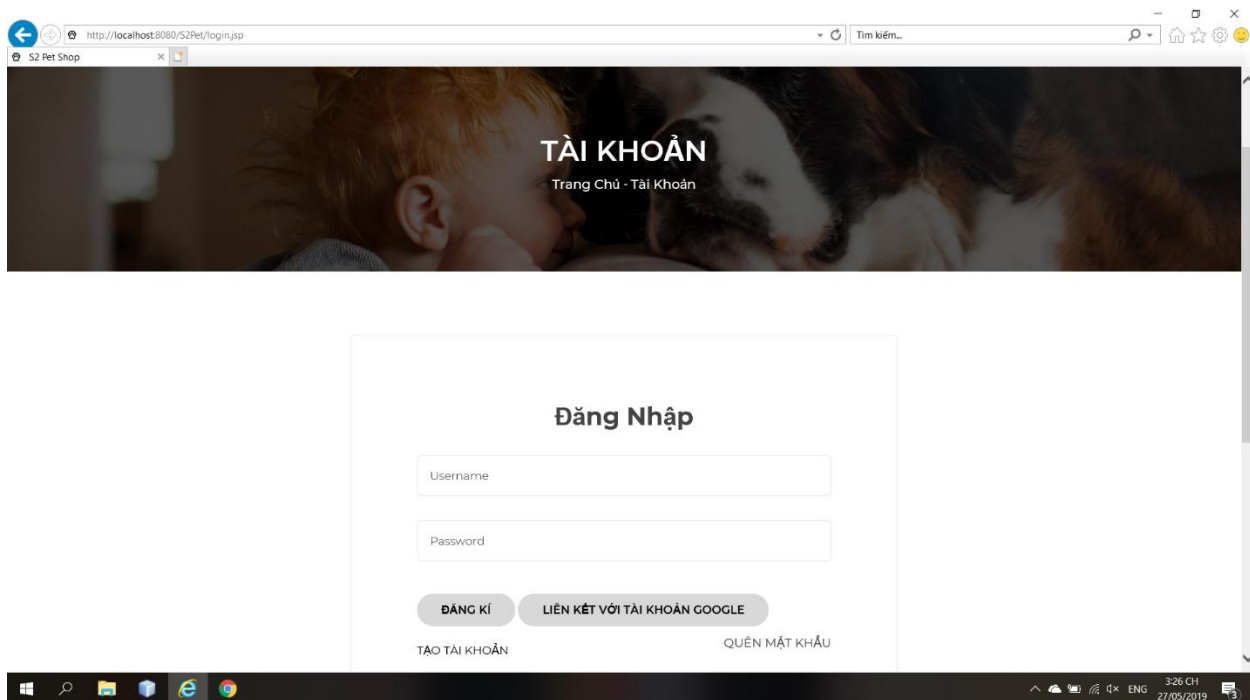 http://localhost:8080/S2Pet/login.jsp
Tìm kiếm...
S2 Pet Shop
TÀI KHOẢN
Trang Chủ - Tài Khoản
Đăng Nhập
Username
Password
ĐĂNG KÍ
LIÊN KẾT VỚI TÀI KHOẢN GOOGLE
TẠO TÀI KHOẢN
QUÊN MẬT KHẨU
ENG
3:26 CH
27/05/2019
3